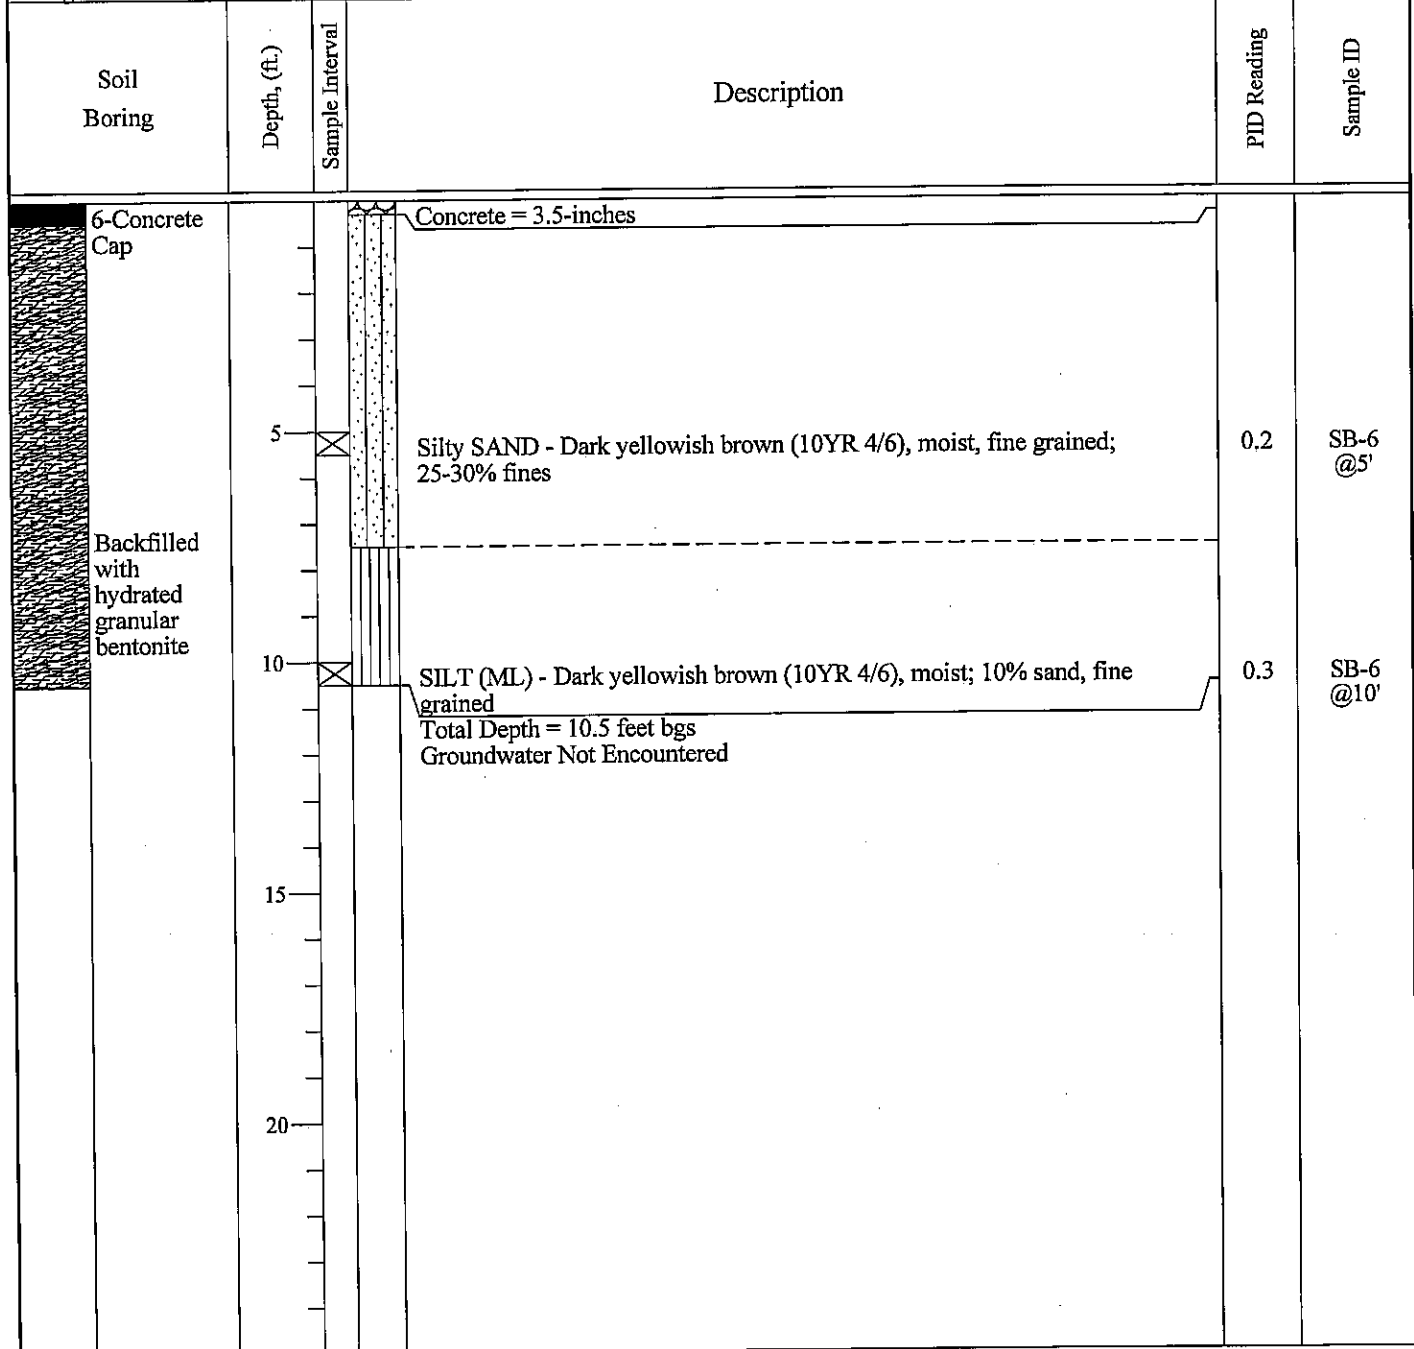 Soil
Boring
Depth, (ft.)
Sample Interval
Description
PID Reading
Sample ID
6-Concrete
Cap
Concrete = 3.5-inches
5
Silty SAND - Dark yellowish brown (10YR 4/6), moist, fine grained;
25-30% fines
0.2
SB-6
@5'
Backfilled
with
hydrated
granular
bentonite
10
SILT (ML) - Dark yellowish brown (10YR 4/6), moist; 10% sand, fine
grained
0.3
SB-6
@10'
Total Depth = 10.5 feet bgs
Groundwater Not Encountered
15
20